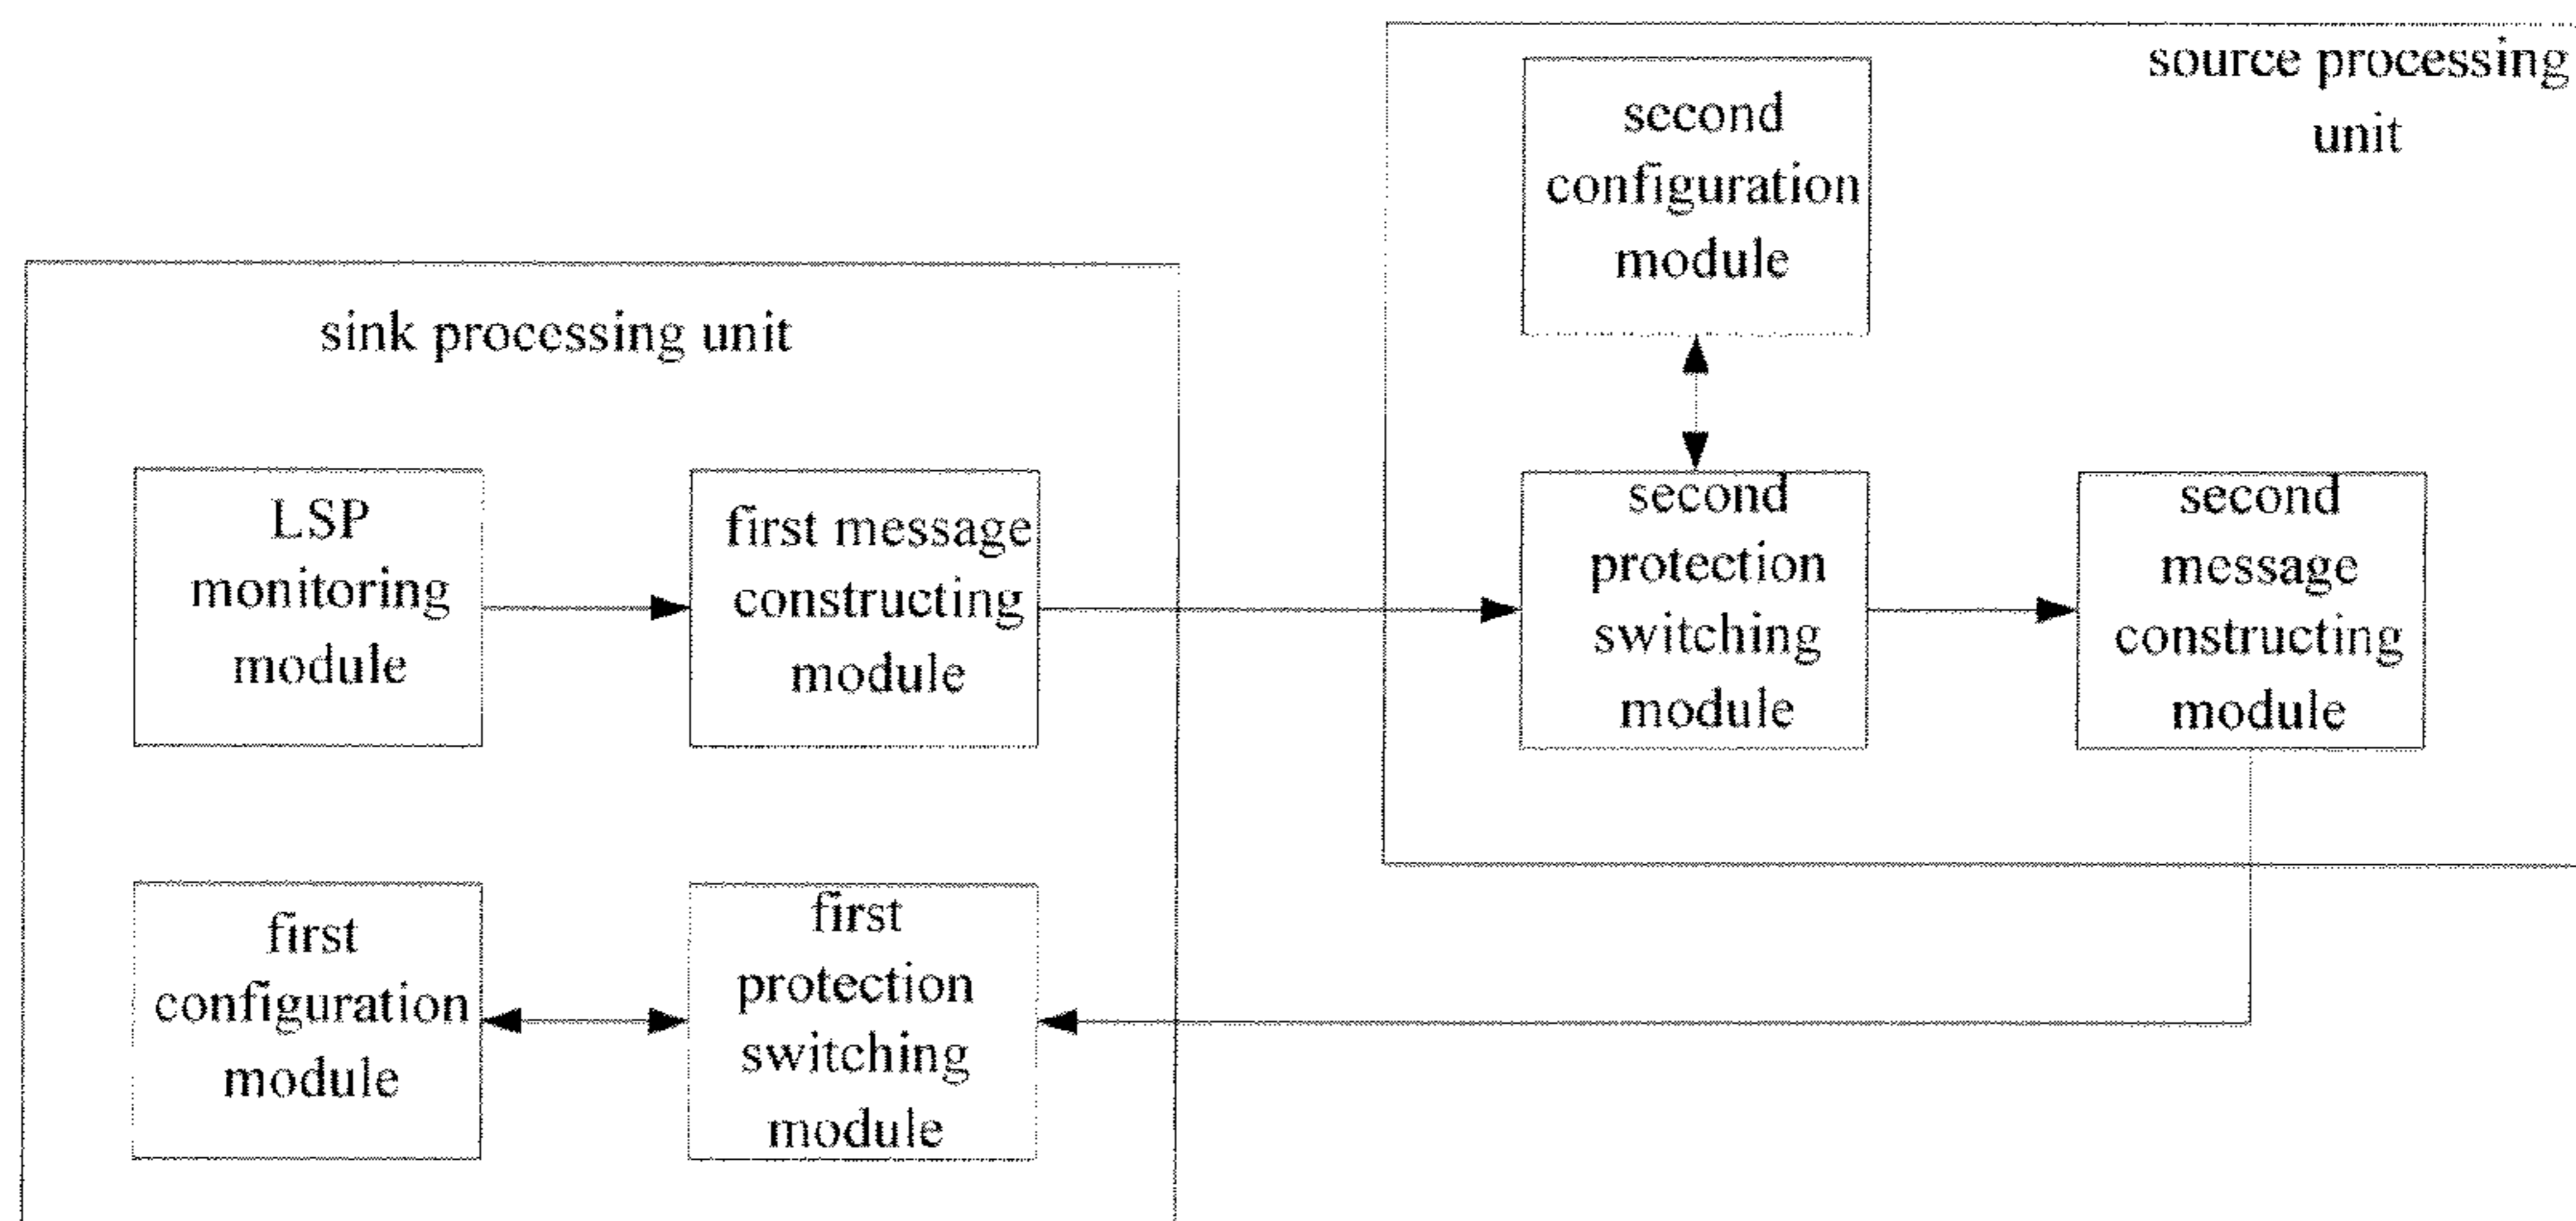 source processing
unit
second
configuration
module
sink processing unit
LSP
monitoring
module
first message
constructing
module
second
protection
switching
module
second
message
constructing
module
first
configuration
module
first
protection
switching
module